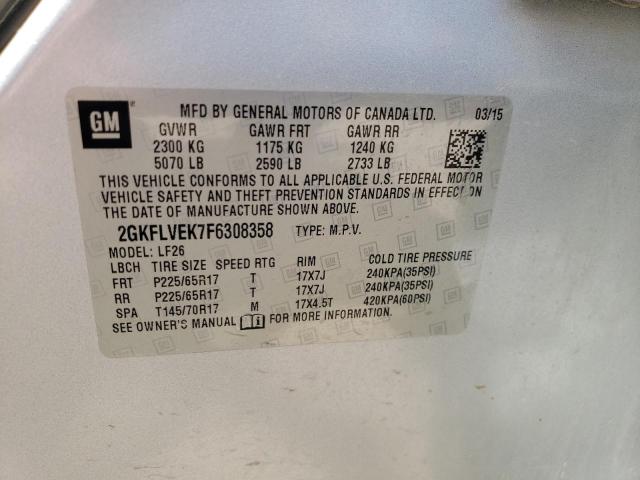 GM ® MFD BY GENERAL MOTORS OF CANADA LTD. 03/15
GVWR GAWR FRT GAWR RR
2300 KG 1175 KG 1240 KG
5070 LB 2590 LB 2733 LB
THIS VEHICLE CONFORMS TO ALL APPLICABLE U.S. FEDERAL MOTOR
VEHICLE SAFETY AND THEFT PREVENTION STANDARDS IN EFFECT ON
THE DATE OF MANUFACTURE SHOWN ABOVE.
2GKFLVEK7F6308358 TYPE: M.P.V.
MODEL: LF26
LBCH TIRE SIZE SPEED RTG RIM COLD TIRE PRESSURE
FRT P225/65R17 T 17X7J 240KPA(35PSI)
RR P225/65R17 T 17X7J 240KPA(35PSI)
SPA T145/70R17 M 17X4.5T 420KPA(60PSI)
SEE OWNER'S MANUAL FOR MORE INFORMATION.